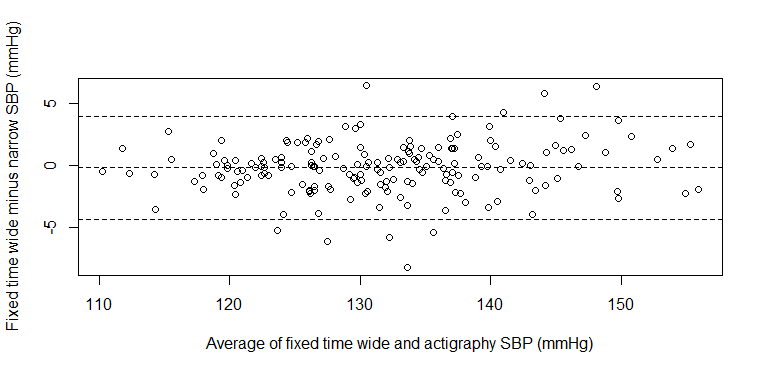 Fixed time wide minus narrow SBP (mmHg)
5
0
-5
110 120 130 140 150
Average of fixed time wide and actigraphy SBP (mmHg)